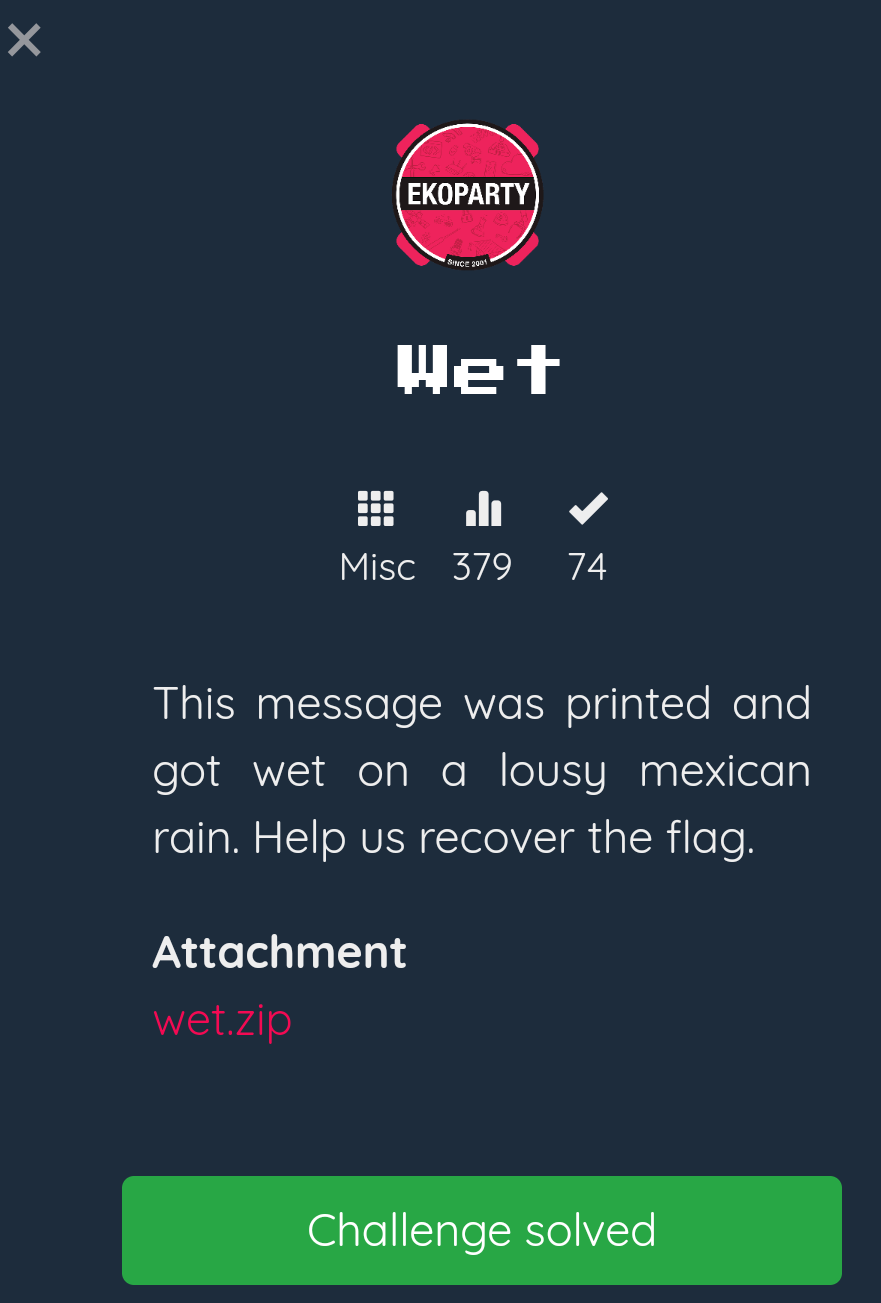 EKOPARTY
SINCE 2001
Wet
Misc 379 74
This message was printed and
got wet on a lousy mexican
rain. Help us recover the flag.
Attachment
wet.zip
Challenge solved